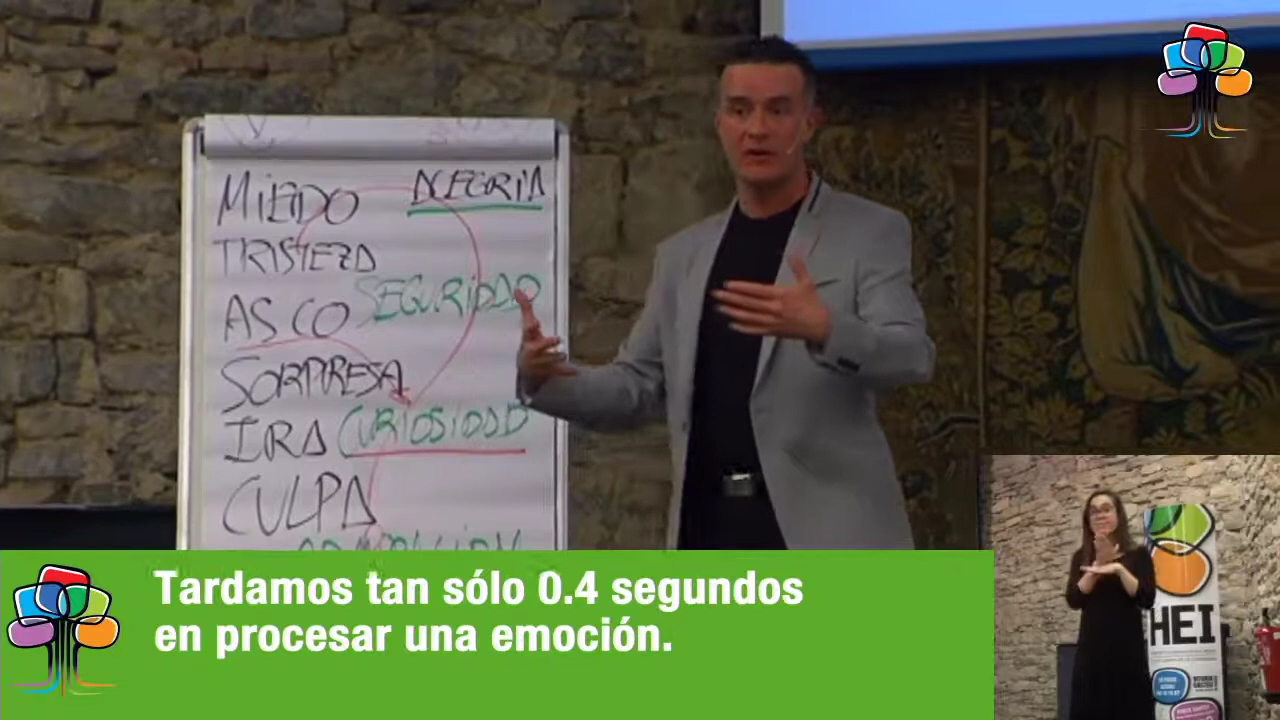 MIEDO ALEGRIA
TRISTEZA
ASCO SEGURIDAD
SORPRESA
IRA CURIOSIDAD
CULPA
Tardamos tan sólo 0.4 segundos
en procesar una emoción.
HEI